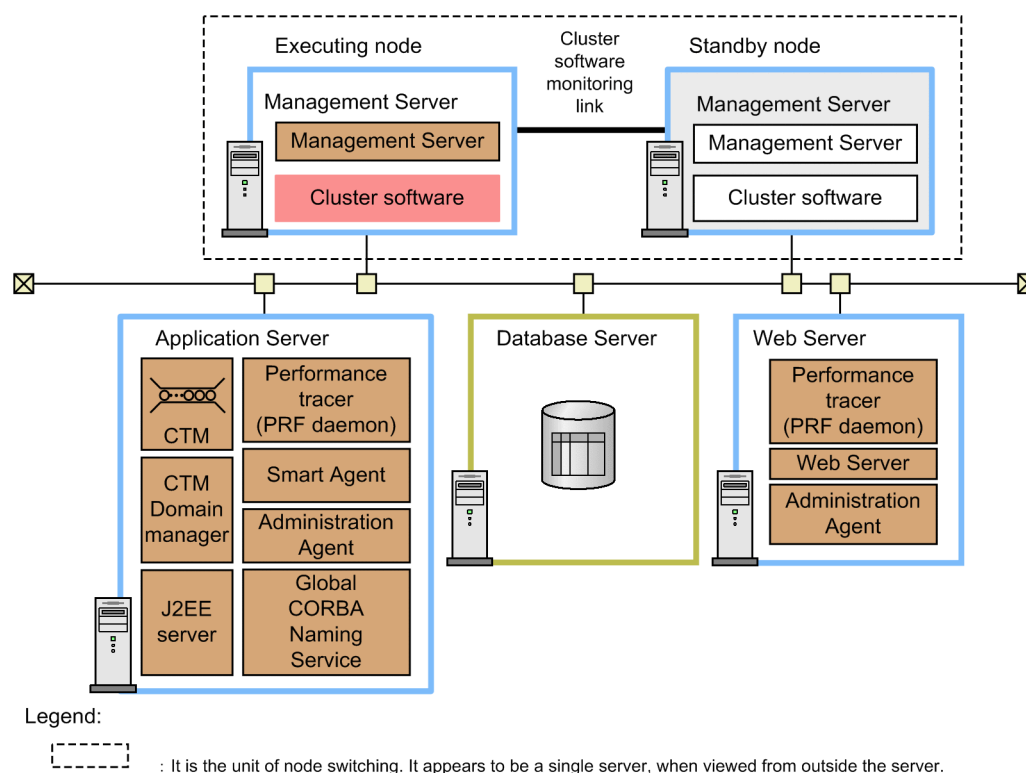 Executing node
Cluster
software
monitoring
link
Standby node
Management Server
Management Server
Cluster software
Management Server
Management Server
Cluster software
Application Server
CTM
Performance
tracer
(PRF daemon)
CTM
Domain
manager
Smart Agent
Administration
Agent
J2EE
server
Global
CORBA
Naming
Service
Database Server
Web Server
Performance
tracer
(PRF daemon)
Web Server
Administration
Agent
Legend:
: It is the unit of node switching. It appears to be a single server, when viewed from outside the server.